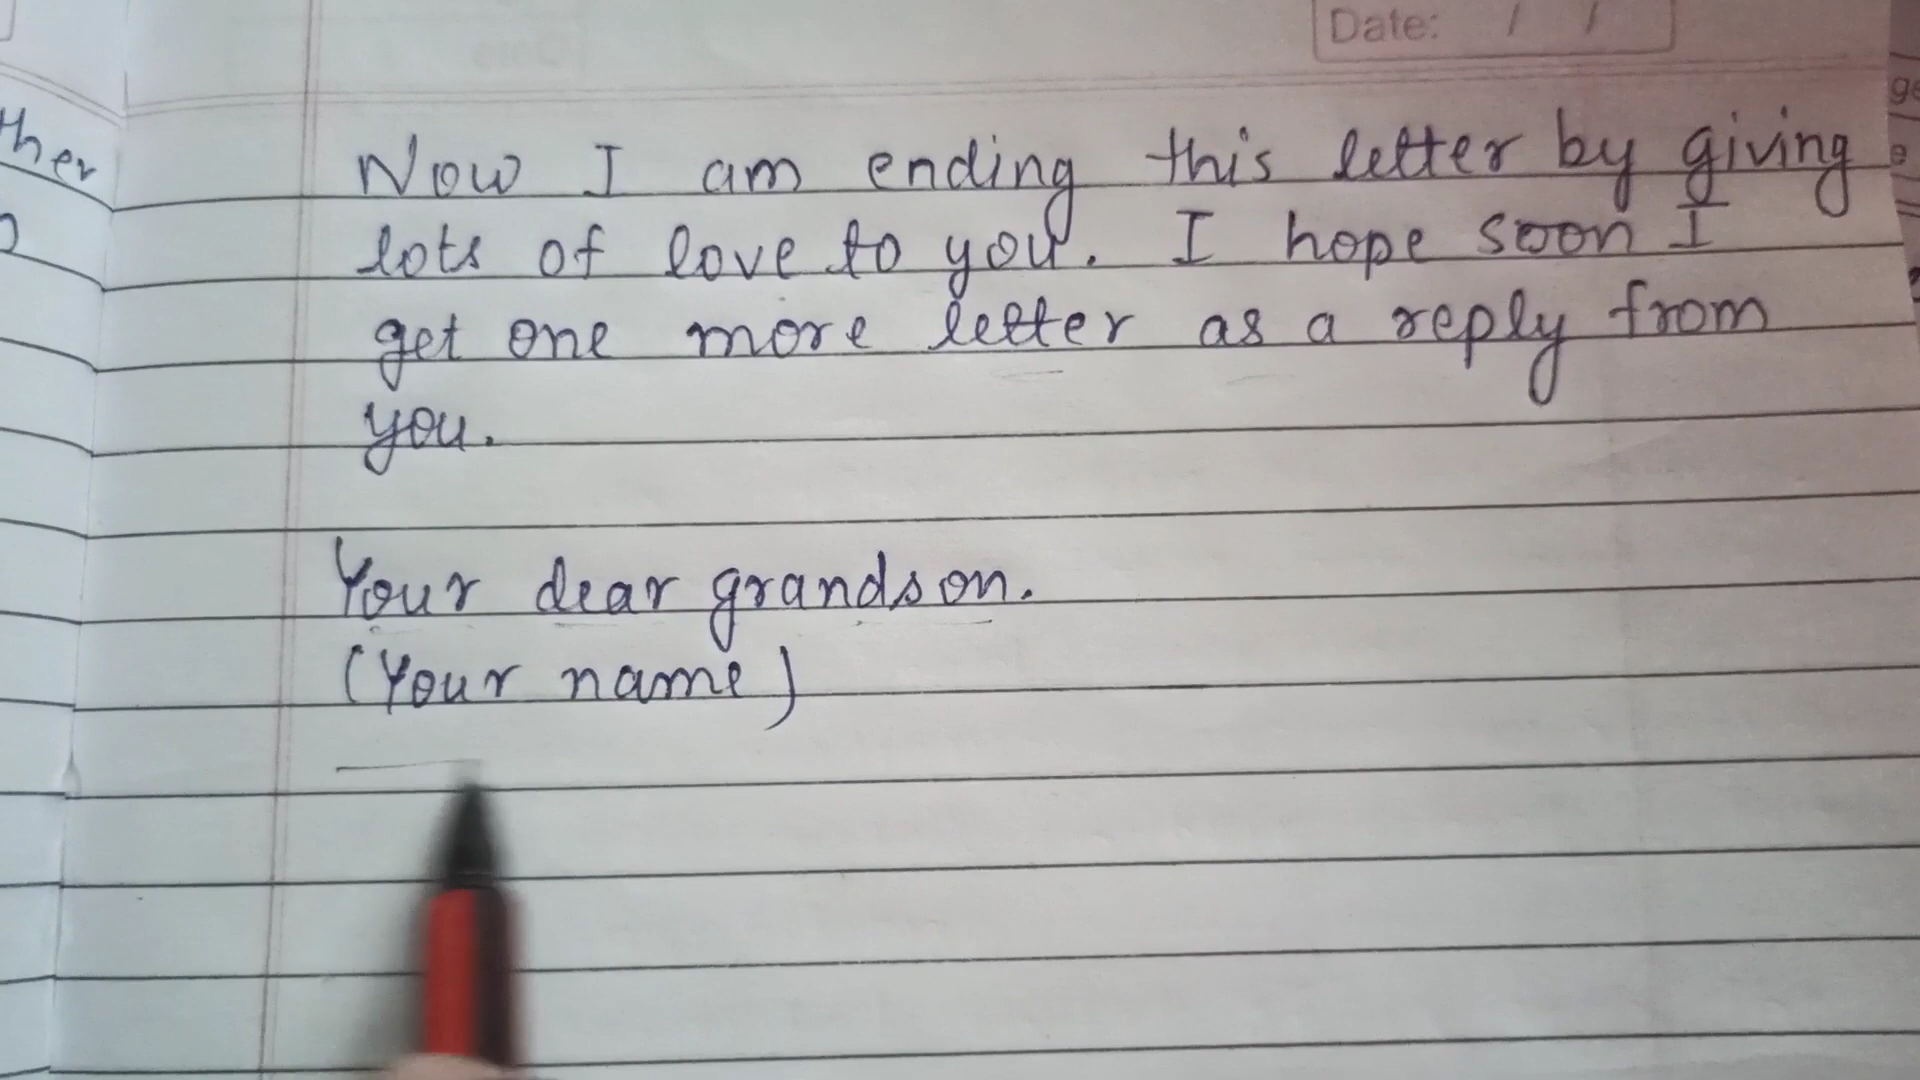 Date: / /
ther
Now I am ending this letter by giving
lots of love to you. I hope soon I
get one more letter as a reply from
you.
Your dear grandson.
(Your name)